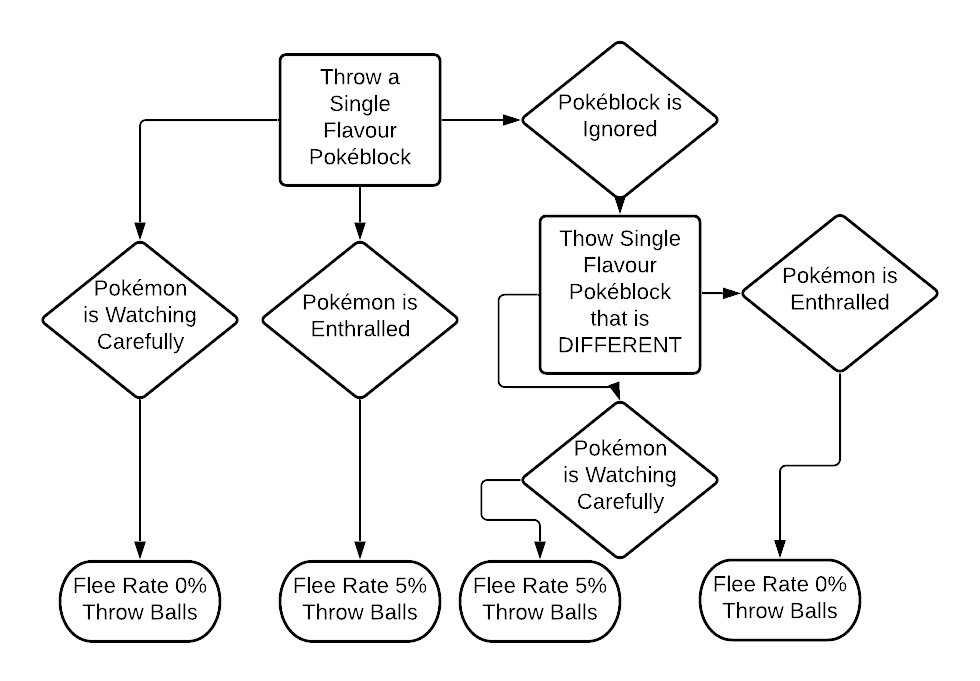 Throw a
Single
Flavour
Pokéblock
Pokéblock is
Ignored
Thow Single
Flavour
Pokéblock
that is
DIFFERENT
Pokémon is
Enthralled
Pokémon
is Watching
Carefully
Pokémon is
Enthralled
Pokémon
is Watching
Carefully
Flee Rate 0%
Throw Balls
Flee Rate 5%
Throw Balls
Flee Rate 5%
Throw Balls
Flee Rate 0%
Throw Balls